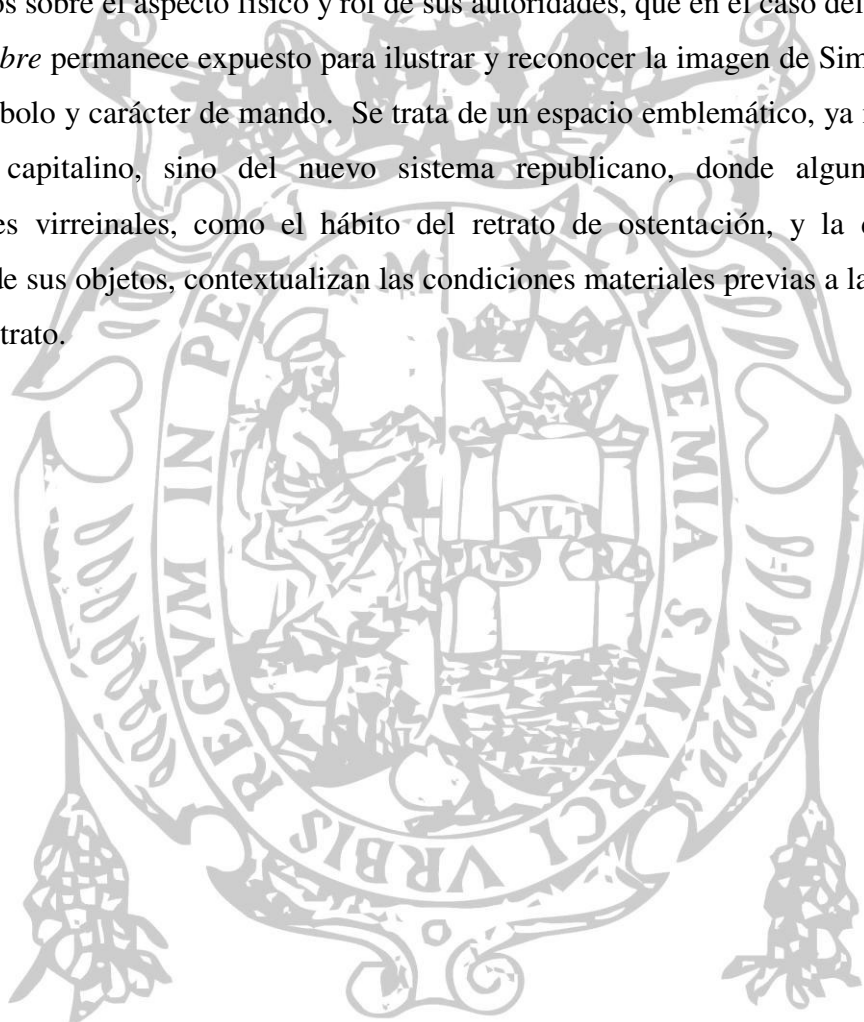 os sobre el aspecto físico y rol de sus autoridades, que en el caso del
bre permanece expuesto para ilustrar y reconocer la imagen de Sim
bolo y carácter de mando. Se trata de un espacio emblemático, ya
capitalino, sino del nuevo sistema republicano, donde algun
es virreinales, como el hábito del retrato de ostentación, y la
de sus objetos, contextualizan las condiciones materiales previas a la
trato.
DEMIA S. MARCI VRBIS REGVM IN PER